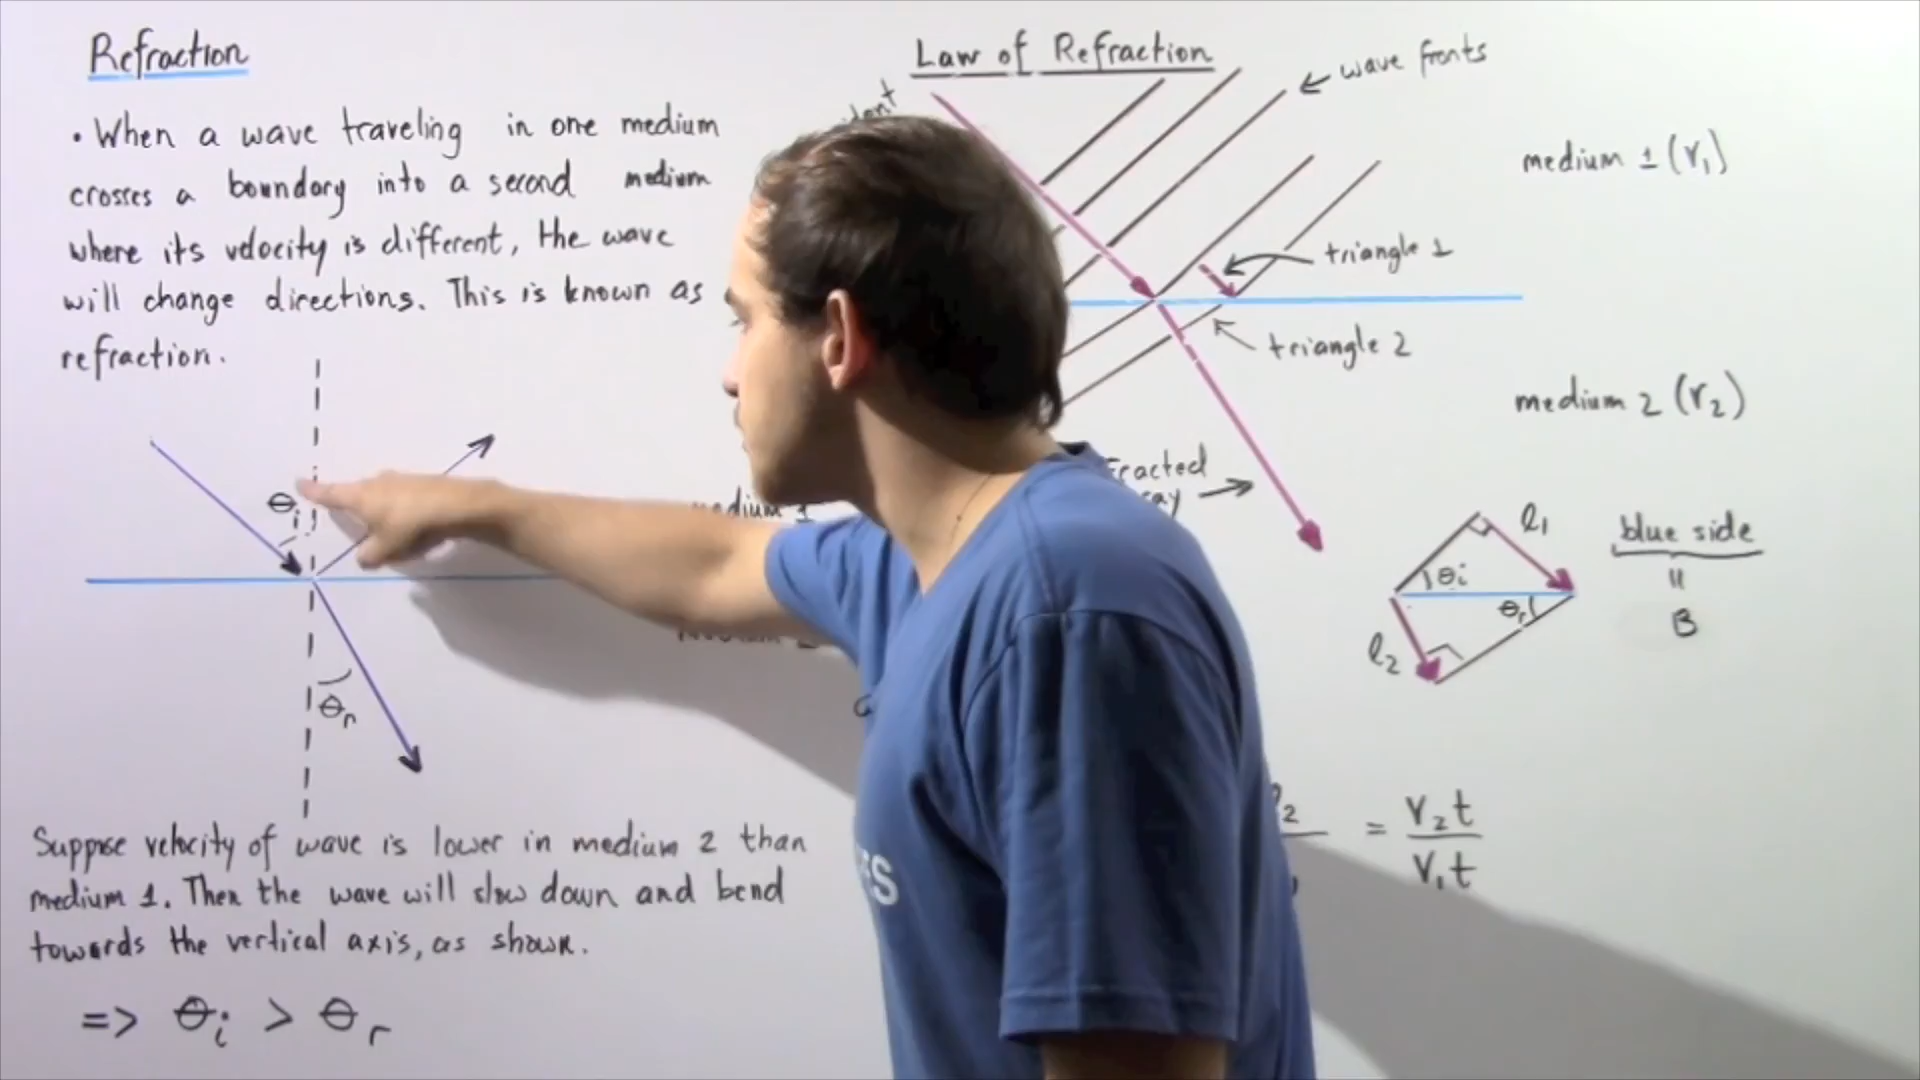 Refraction
• When a wave traveling in one medium
crosses a boundary into a second medium
where its velocity is different, the wave
will change directions. This is known as
refraction.
θi
θr
Suppose velocity of wave is lower in medium 2 than
medium 1. Then the wave will slow down and bend
towards the vertical axis, as shown.
=> θi > θr
Law of Refraction
wave fronts
medium 1 (V1)
triangle 1
triangle 2
medium 2 (V2)
l1
blue side
"
B
θi
θr
l2
= V2t
V1t